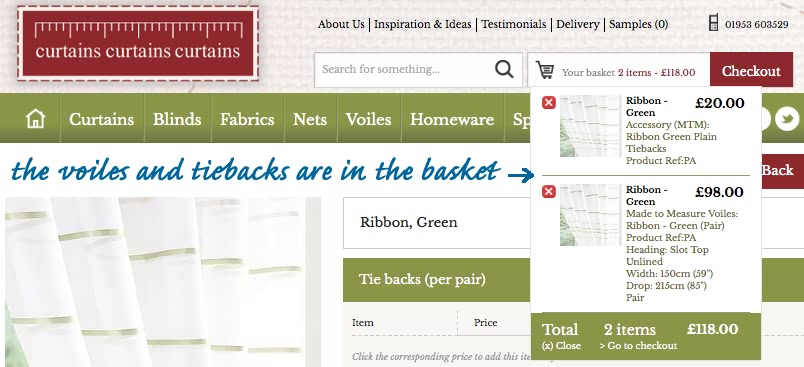 curtains curtains curtains
About Us | Inspiration & Ideas | Testimonials | Delivery | Samples (0)
01953 603529
Search for something...
Your basket 2 items - £118.00
Checkout
Curtains
Blinds
Fabrics
Nets
Voiles
Homeware
Sp
the voiles and tiebacks are in the basket
Back
Ribbon - Green
£20.00
Accessory (MTM):
Ribbon Green Plain
Tiebacks
Product Ref:PA
Ribbon - Green
£98.00
Made to Measure Voiles:
Ribbon - Green (Pair)
Product Ref:PA
Heading: Slot Top
Unlined
Width: 150cm (59")
Drop: 215cm (85")
Pair
Total 2 items £118.00
(x) Close > Go to checkout
Ribbon, Green
Tie backs (per pair)
Item Price
Click the corresponding price to add this